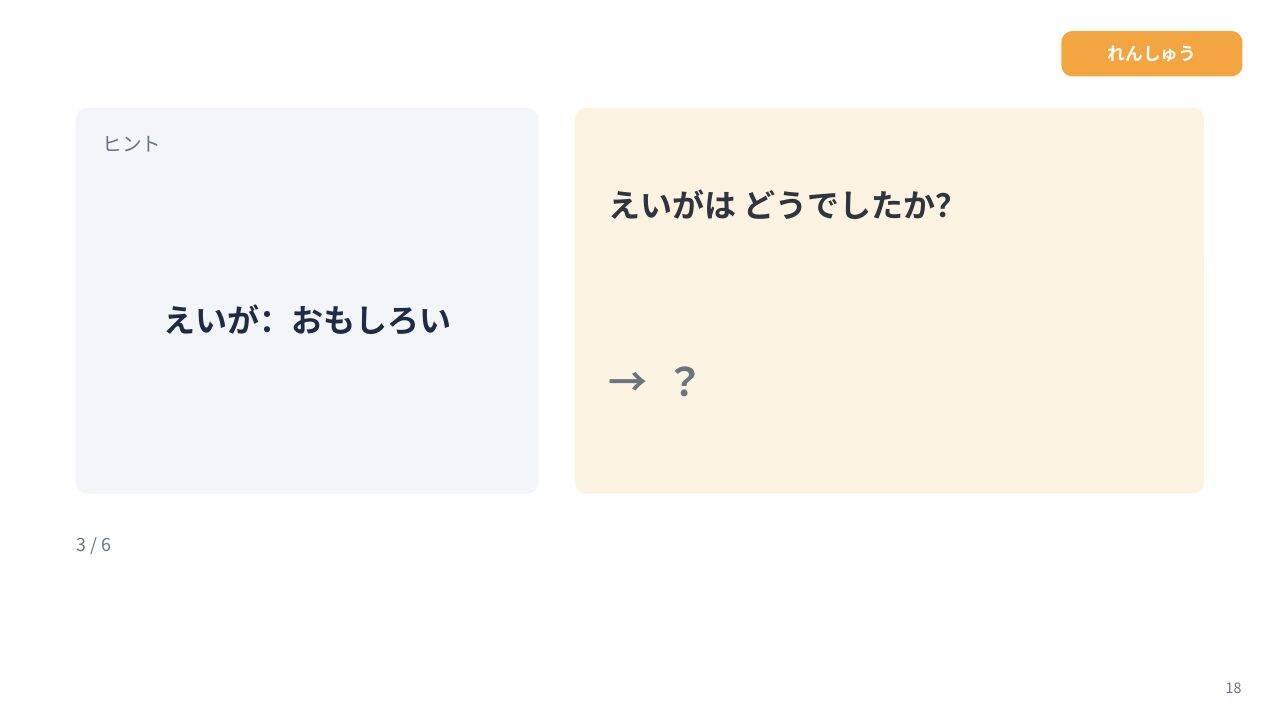 れんしゅう
ヒント
えいが：おもしろい
えいがは どうでしたか?
→ ？
3 / 6
18